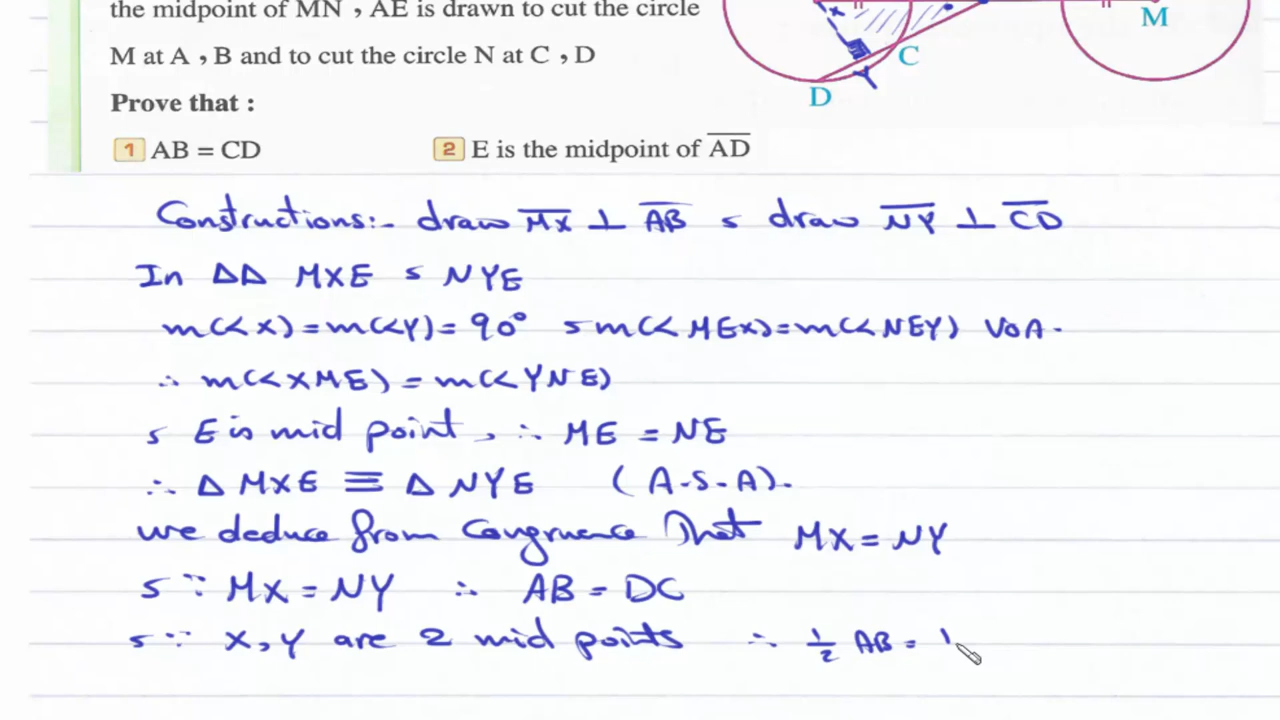 the midpoint of MN , AE is drawn to cut the circle
M at A , B and to cut the circle N at C , D
Prove that :
1 AB = CD
2 E is the midpoint of AD
M
C
Y
D
Constructions:- draw MX ⊥ AB , draw NY ⊥ CD
In ΔΔ MXE , NYE
m(<X) = m(<Y) = 90° , m(<MEX) = m(<NEY) V.O.A.
∴ m(<XME) = m(<YNE)
, E is mid point, ∴ ME = NE
∴ Δ MXE ≡ Δ NYE (A.S.A).
we deduce from Congruence That MX = NY
, ∵ MX = NY ∴ AB = DC
, ∵ X, Y are 2 mid points ∴ 1/2 AB =